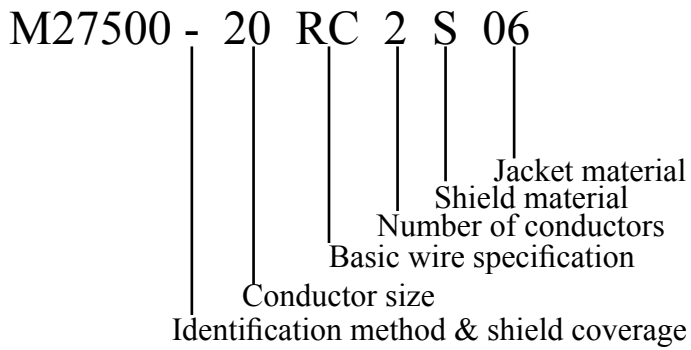 M27500 - 20 RC 2 S 06
Jacket material
Shield material
Number of conductors
Basic wire specification
Conductor size
Identification method & shield coverage